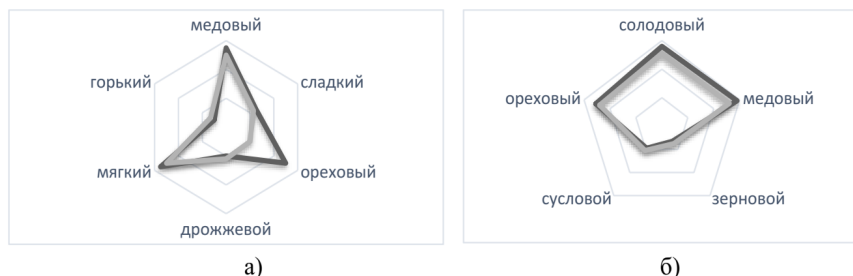 медовый
горький
сладкий
мягкий
ореховый
дрожжевой
а)
солодовый
ореховый
медовый
сусловой
зерновой
б)